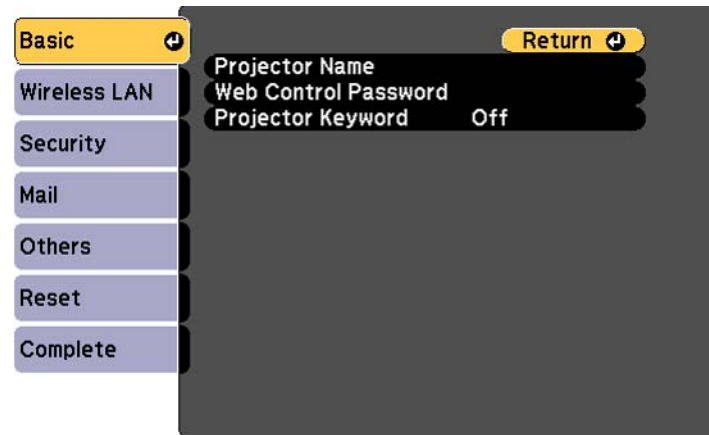 Basic
Wireless LAN
Security
Mail
Others
Reset
Complete
Return
Projector Name
Web Control Password
Projector Keyword Off